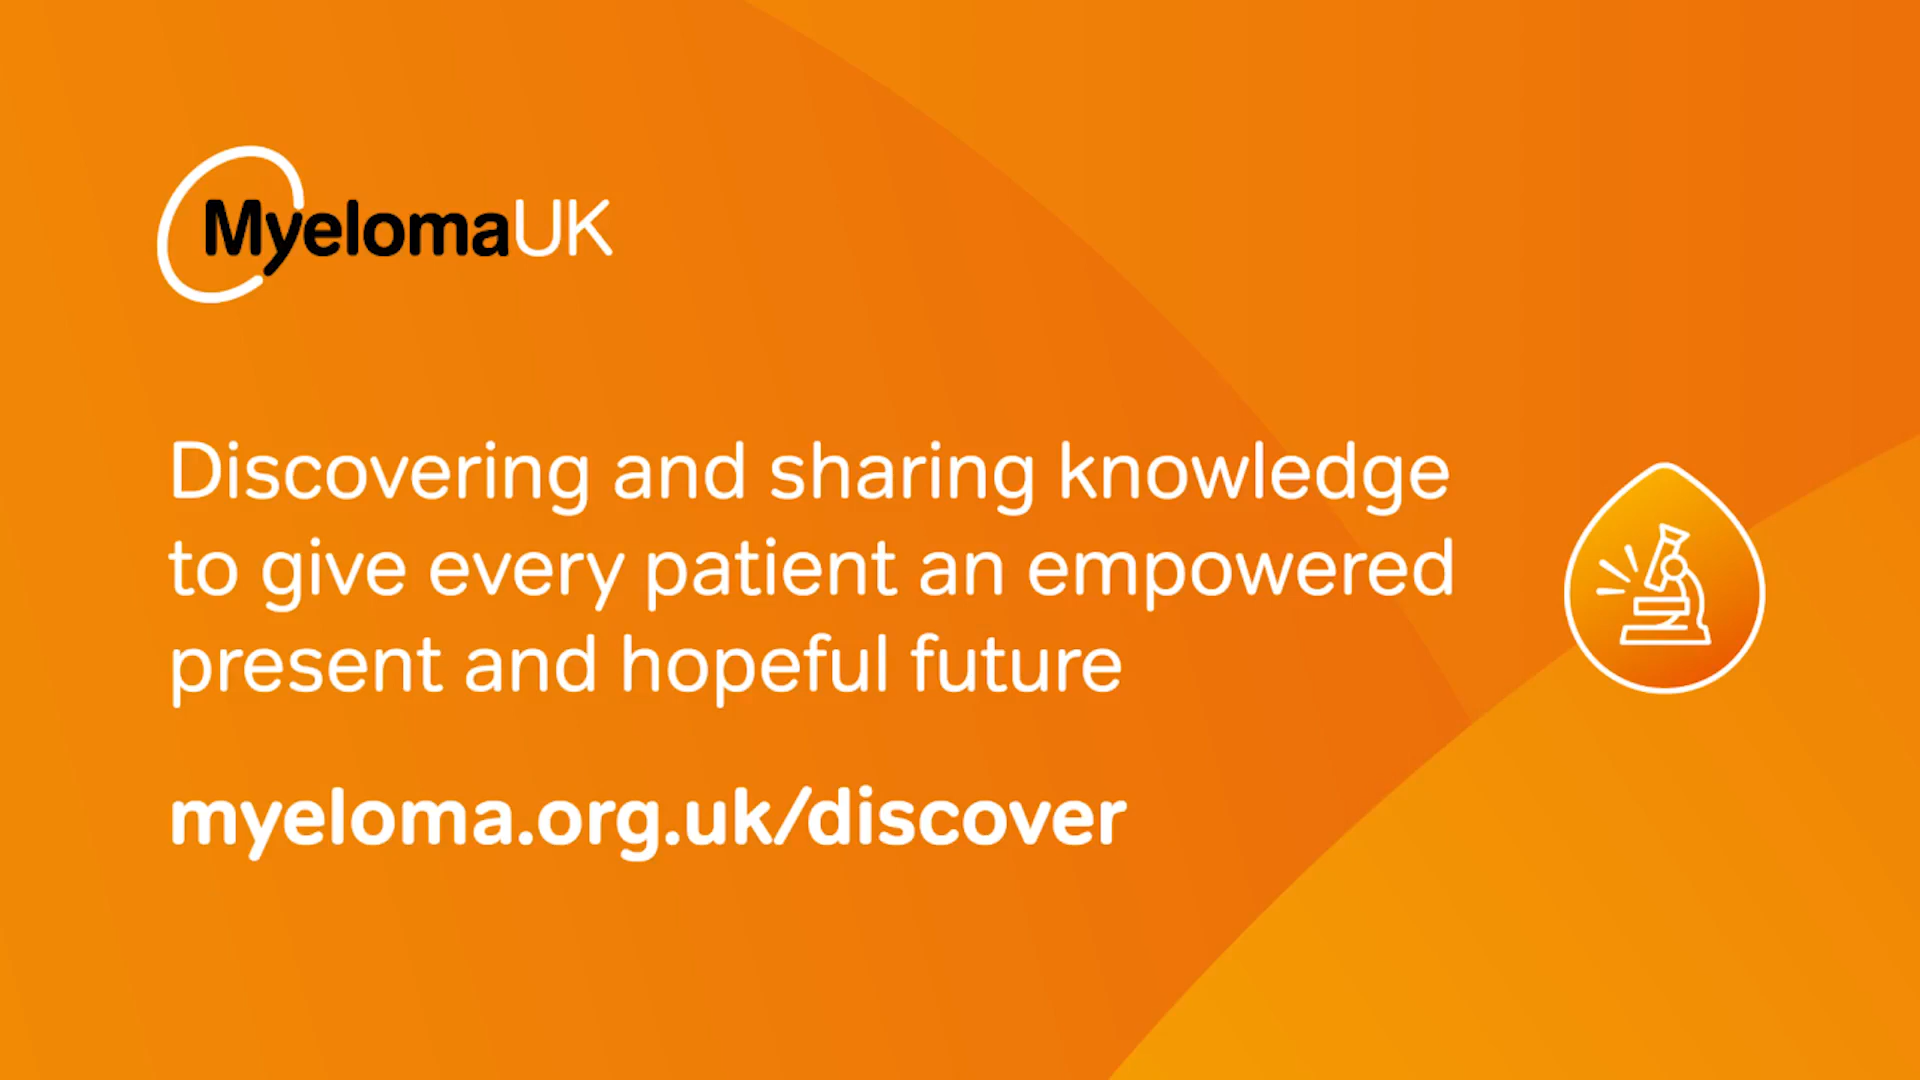 MyelomaUK
Discovering and sharing knowledge
to give every patient an empowered
present and hopeful future
myeloma.org.uk/discover